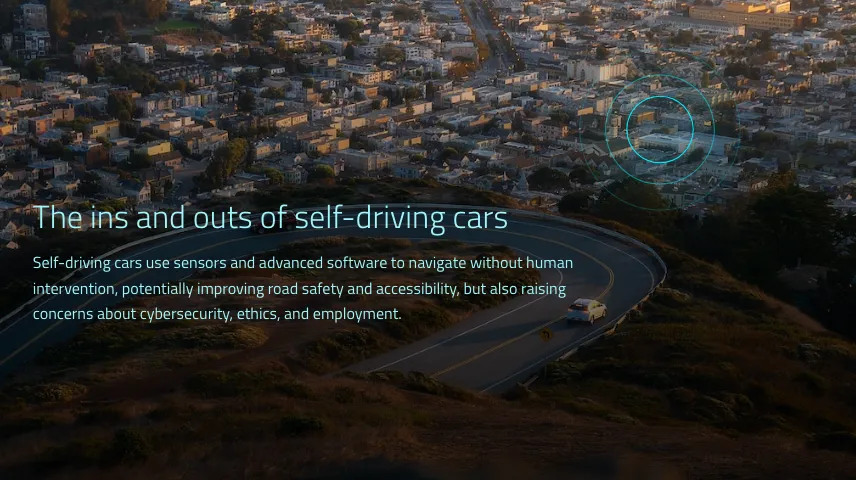 The ins and outs of self-driving cars
Self-driving cars use sensors and advanced software to navigate without human
intervention, potentially improving road safety and accessibility, but also raising
concerns about cybersecurity, ethics, and employment.